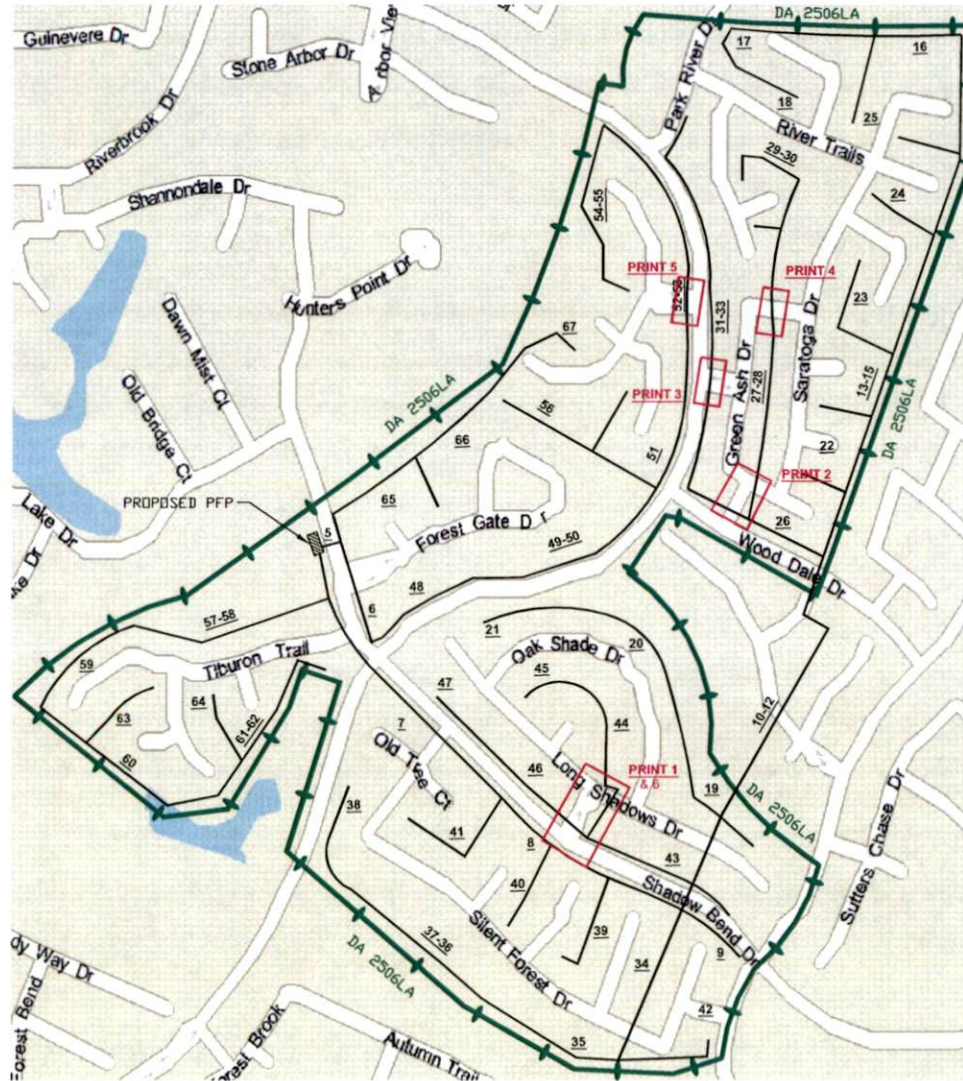 DA 2506LA
Guinevere Dr
Stone Arbor Dr
Park River Dr
17
16
18
25
River Trails
Riverbrook Dr
29-30
Shannondale Dr
54-55
24
PRINT 5
PRINT 4
Hunters Point Dr
52-53
31-33
23
Dawn Mist Ct
67
Green Ash Dr
27-28
Saratoga Dr
13-15
DA 2506LA
PRINT 3
Old Bridge Ct
DA 2506LA
56
66
51
22
PRINT 2
PROPOSED PFP
65
Lake Dr
5
Forest Gate Dr
26
49-50
Wood Dale Dr
48
57-58
6
21
Oak Shade Dr
20
59
Tiburon Trail
45
64
47
10-12
63
61-62
7
44
60
Old Tree Ct
46
Long Shadows Dr
PRINT 1
& 6
19
DA 2506LA
38
41
8
43
Sutters Chase Dr
40
Shadow Bend Dr
39
37-36
Silent Forest Dr
34
9
DA 2506LA
42
35
Forest Brook
Autumn Trail